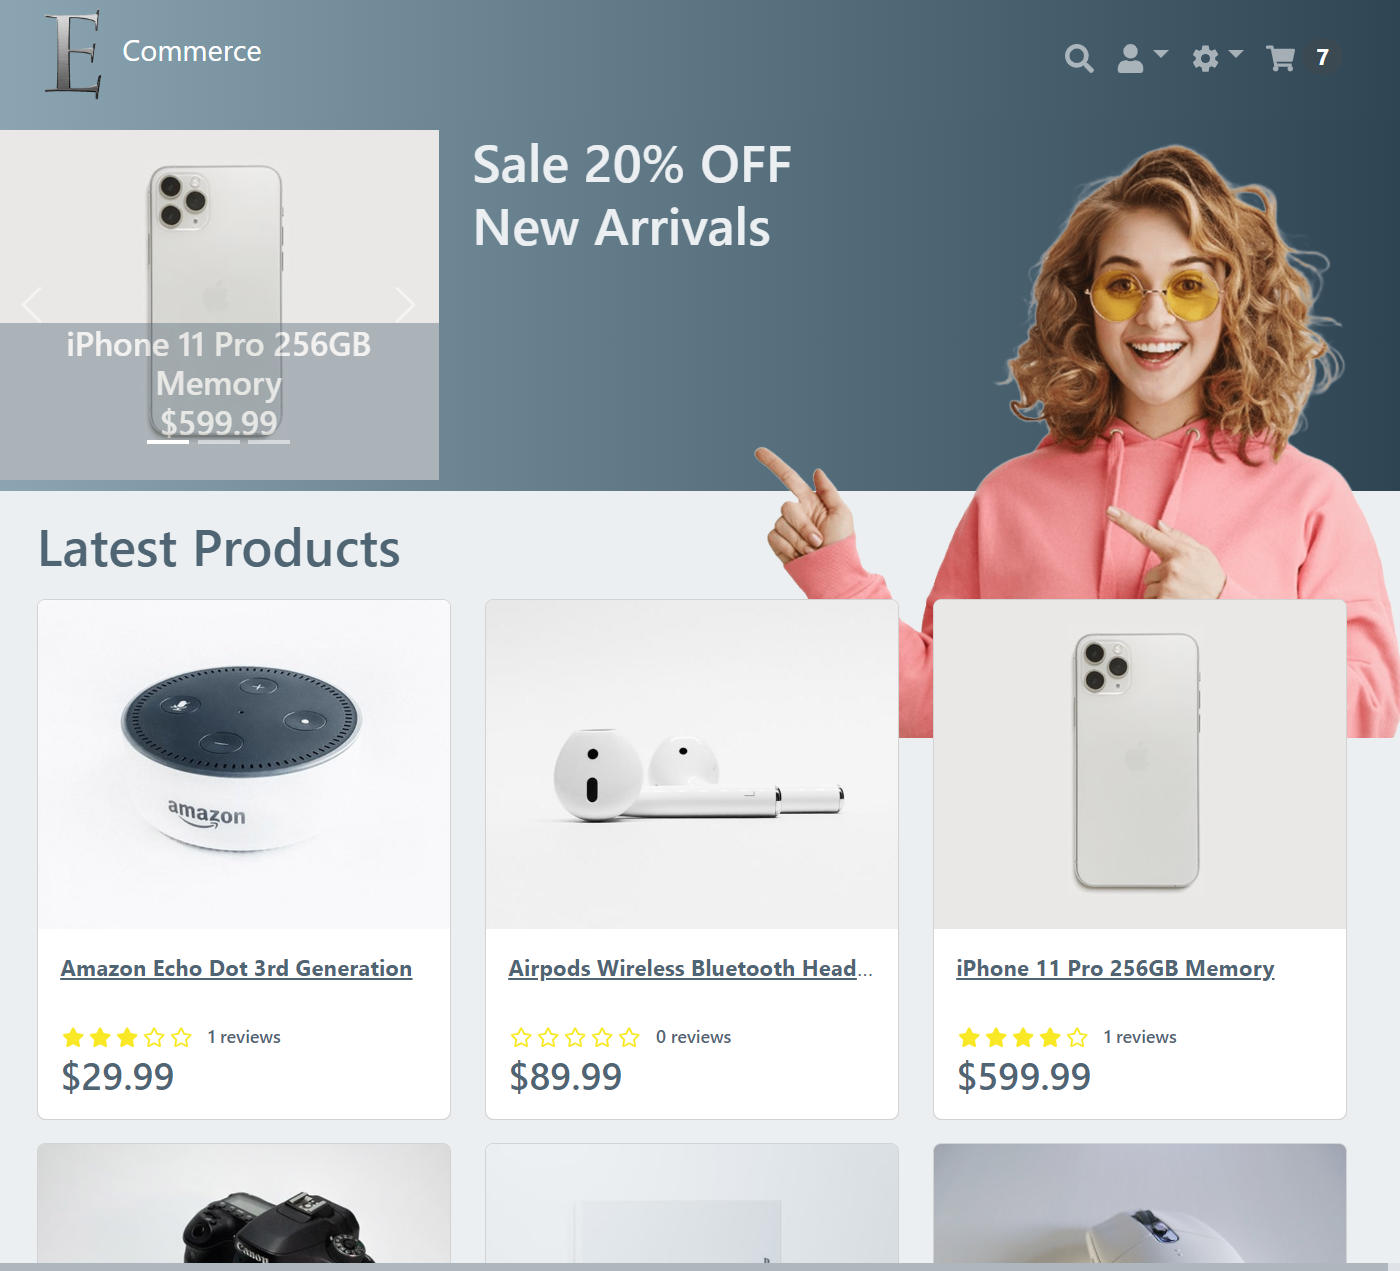 E Commerce
7
Sale 20% OFF
New Arrivals
iPhone 11 Pro 256GB
Memory
$599.99
Latest Products
amazon
Amazon Echo Dot 3rd Generation
1 reviews
$29.99
Airpods Wireless Bluetooth Head...
0 reviews
$89.99
iPhone 11 Pro 256GB Memory
1 reviews
$599.99
Canon